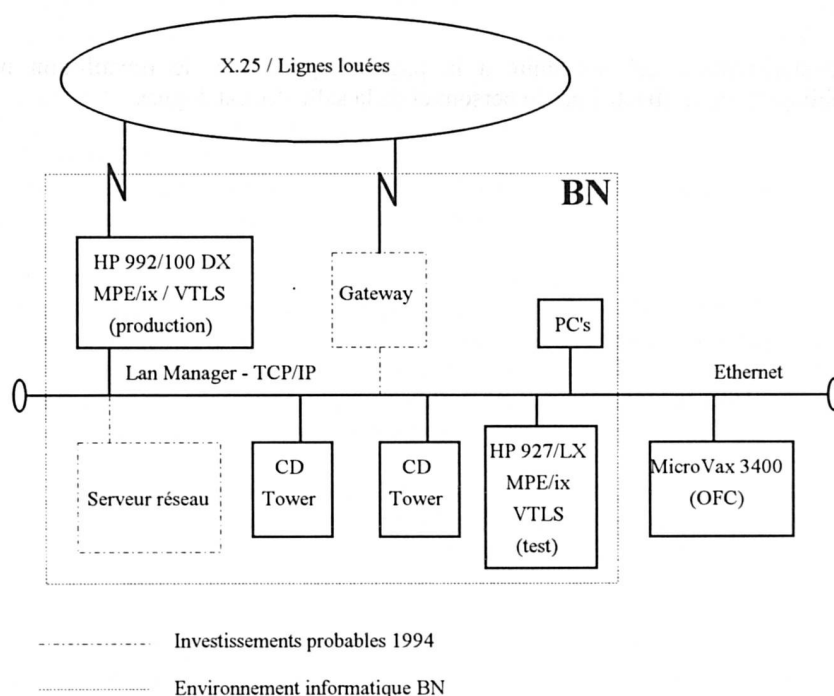 X.25 / Lignes louées
BN
HP 992/100 DX
MPE/ix / VTLS
(production)
Gateway
PC's
Lan Manager - TCP/IP
Ethernet
Serveur réseau
CD
Tower
CD
Tower
HP 927/LX
MPE/ix
VTLS
(test)
MicroVax 3400
(OFC)
Investissements probables 1994
Environnement informatique BN